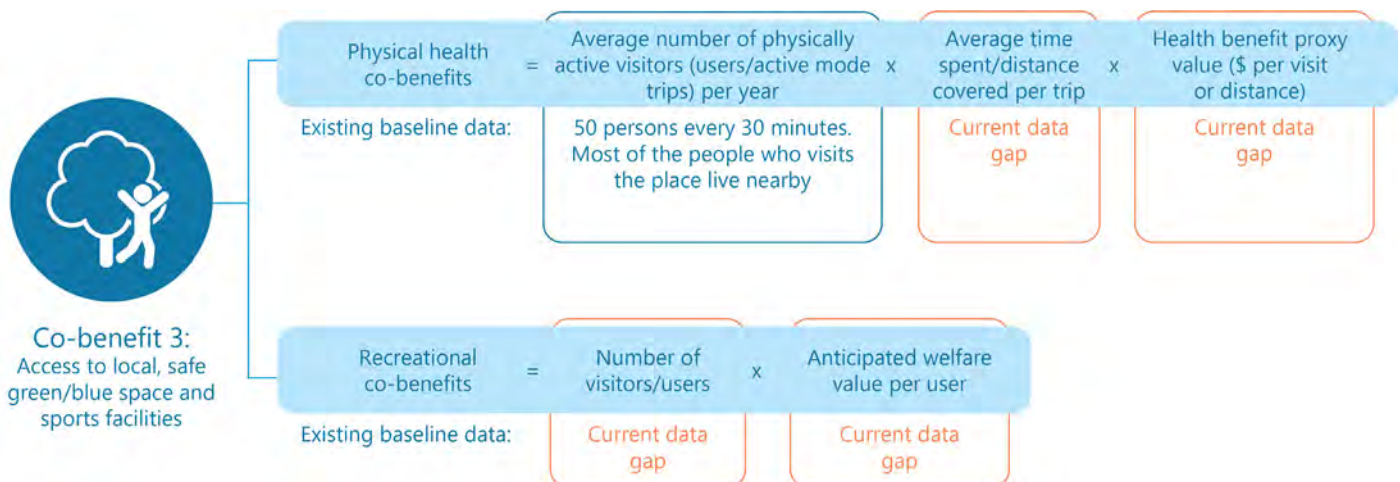 Physical health
co-benefits
=
Average number of physically
active visitors (users/active mode
trips) per year
x
Average time
spent/distance
covered per trip
x
Health benefit proxy
value ($ per visit
or distance)
Existing baseline data:
50 persons every 30 minutes.
Most of the people who visits
the place live nearby
Current data
gap
Current data
gap
Co-benefit 3:
Access to local, safe
green/blue space and
sports facilities
Recreational
co-benefits
=
Number of
visitors/users
x
Anticipated welfare
value per user
Existing baseline data:
Current data
gap
Current data
gap